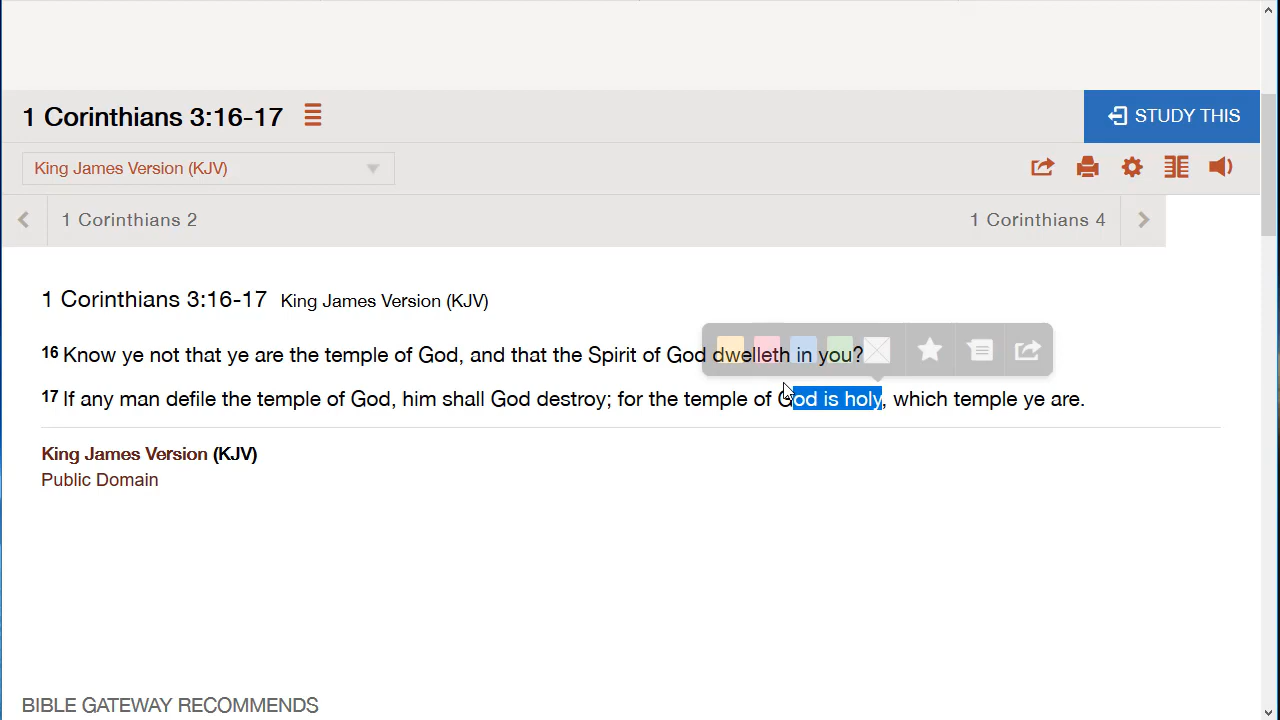 1 Corinthians 3:16-17
STUDY THIS
King James Version (KJV)
1 Corinthians 2
1 Corinthians 4
1 Corinthians 3:16-17 King James Version (KJV)
16 Know ye not that ye are the temple of God, and that the Spirit of God dwelleth in you?
17 If any man defile the temple of God, him shall God destroy; for the temple of God is holy, which temple ye are.
King James Version (KJV)
Public Domain
BIBLE GATEWAY RECOMMENDS